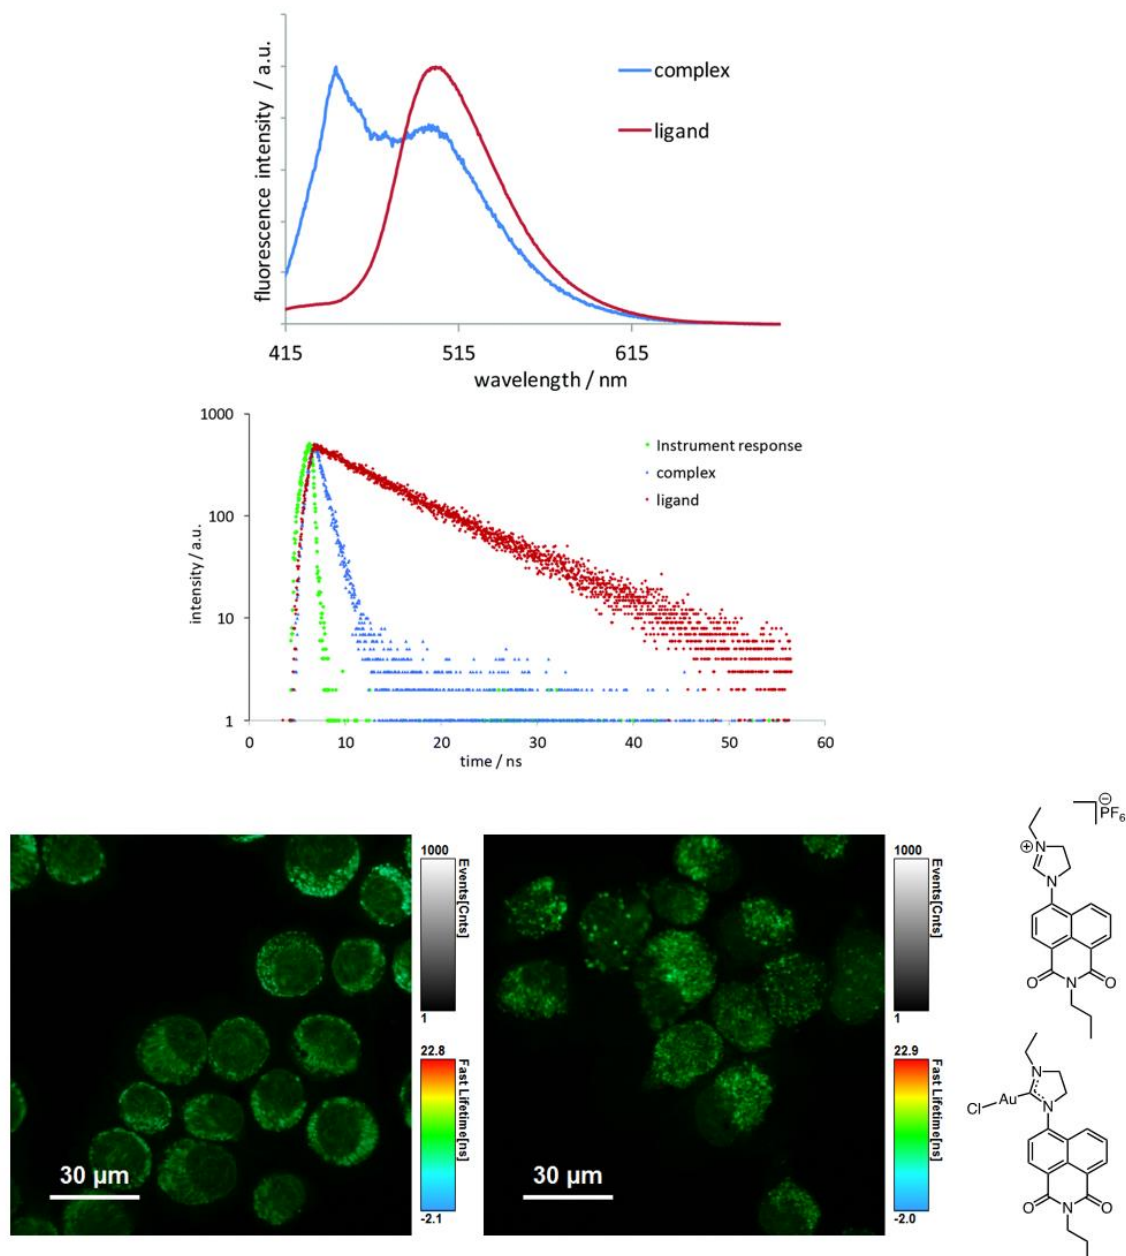 fluorescence intensity / a.u.
complex
ligand
415
515
615
wavelength / nm
1000
100
10
1
intensity / a.u.
Instrument response
complex
ligand
0
10
20
30
40
50
60
time / ns
1000
Events[Cnts]
1
22.8
Fast Lifetime[ns]
-2.1
30 µm
1000
Events[Cnts]
1
22.9
Fast Lifetime[ns]
-2.0
30 µm
⊖
PF6
N
⊕
N
O
N
O
N
Cl
Au
N
O
N
O